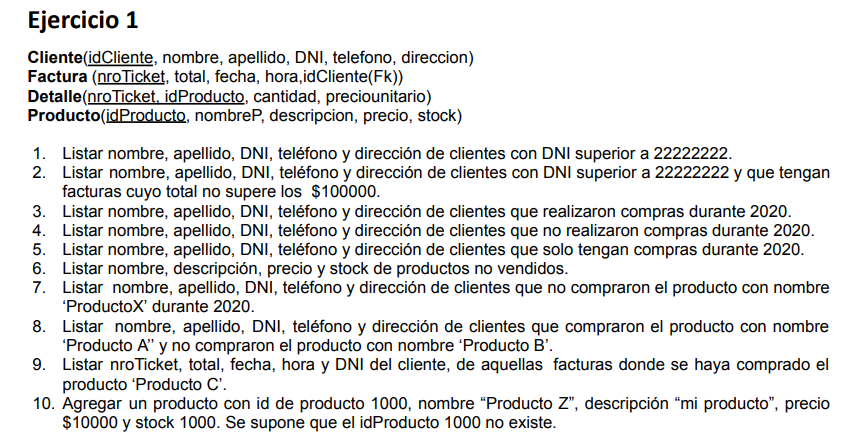 Ejercicio 1
Cliente(idCliente, nombre, apellido, DNI, telefono, direccion)
Factura (nroTicket, total, fecha, hora,idCliente(Fk))
Detalle(nroTicket, idProducto, cantidad, preciounitario)
Producto(idProducto, nombreP, descripcion, precio, stock)
1. Listar nombre, apellido, DNI, teléfono y dirección de clientes con DNI superior a 22222222.
2. Listar nombre, apellido, DNI, teléfono y dirección de clientes con DNI superior a 22222222 y que tengan
facturas cuyo total no supere los $100000.
3. Listar nombre, apellido, DNI, teléfono y dirección de clientes que realizaron compras durante 2020.
4. Listar nombre, apellido, DNI, teléfono y dirección de clientes que no realizaron compras durante 2020.
5. Listar nombre, apellido, DNI, teléfono y dirección de clientes que solo tengan compras durante 2020.
6. Listar nombre, descripción, precio y stock de productos no vendidos.
7. Listar nombre, apellido, DNI, teléfono y dirección de clientes que no compraron el producto con nombre
‘ProductoX’ durante 2020.
8. Listar nombre, apellido, DNI, teléfono y dirección de clientes que compraron el producto con nombre
‘Producto A’’ y no compraron el producto con nombre ‘Producto B’.
9. Listar nroTicket, total, fecha, hora y DNI del cliente, de aquellas facturas donde se haya comprado el
producto ‘Producto C’.
10. Agregar un producto con id de producto 1000, nombre “Producto Z”, descripción “mi producto”, precio
$10000 y stock 1000. Se supone que el idProducto 1000 no existe.